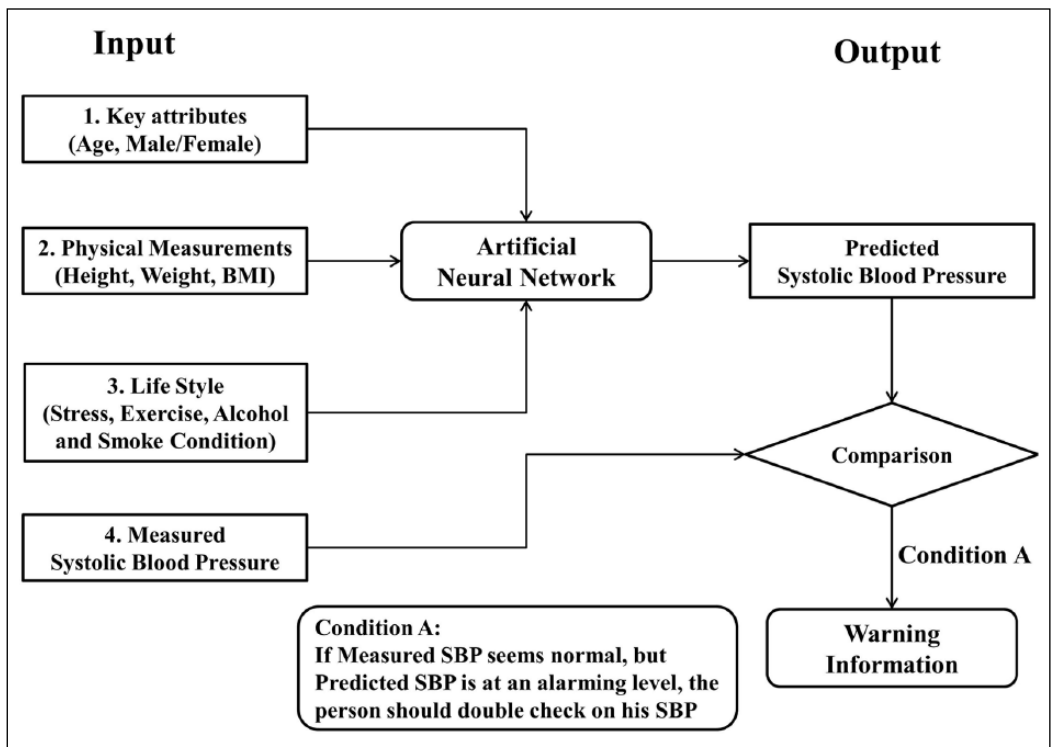 Input
Output
1. Key attributes
(Age, Male/Female)
2. Physical Measurements
(Height, Weight, BMI)
Artificial
Neural Network
Predicted
Systolic Blood Pressure
3. Life Style
(Stress, Exercise, Alcohol
and Smoke Condition)
Comparison
4. Measured
Systolic Blood Pressure
Condition A
Condition A:
If Measured SBP seems normal, but
Predicted SBP is at an alarming level, the
person should double check on his SBP
Warning
Information